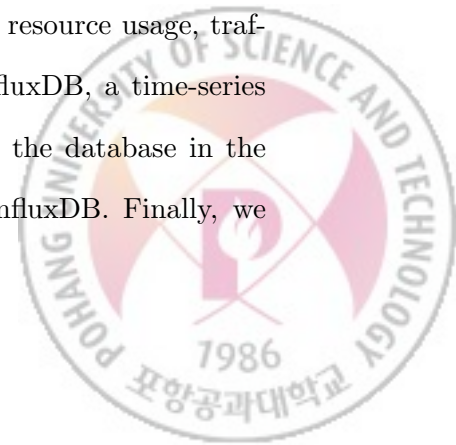 resource usage, traf-
fluxDB, a time-series
the database in the
nfluxDB. Finally, we
POHANG UNIVERSITY OF SCIENCE AND TECHNOLOGY
1986
포항공과대학교